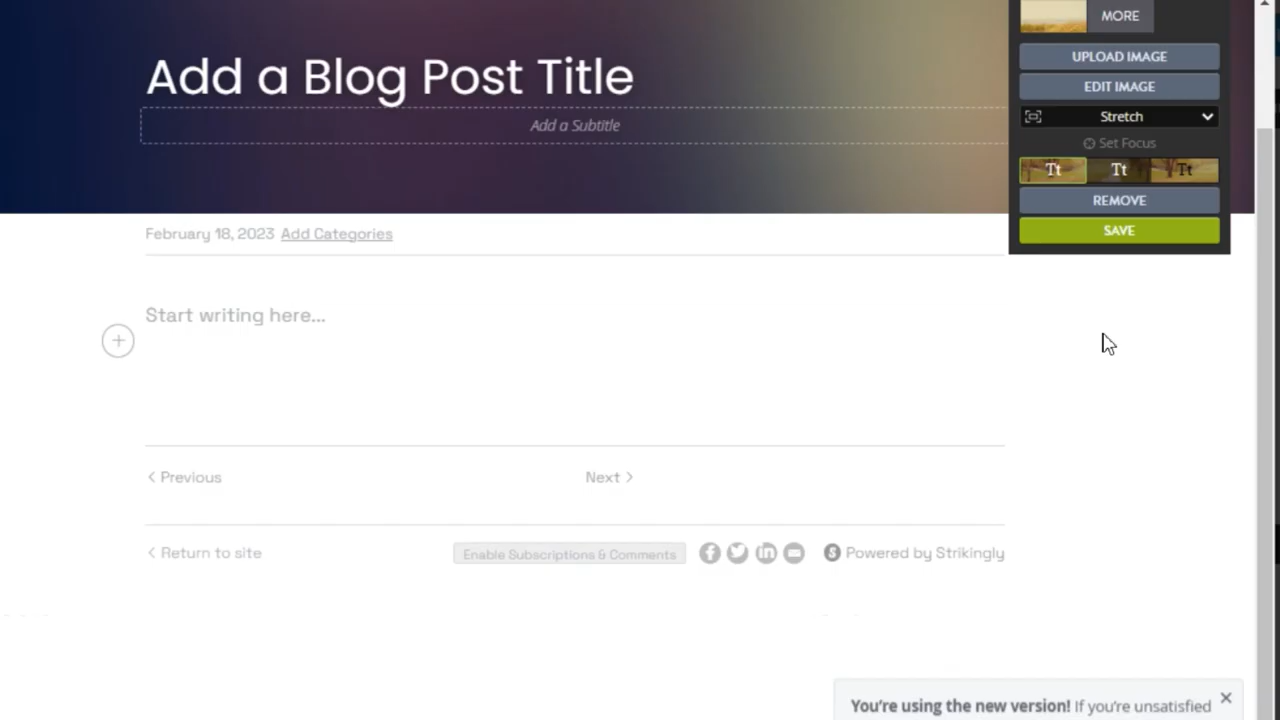 MORE
UPLOAD IMAGE
EDIT IMAGE
Stretch
Set Focus
Tt Tt Tt
REMOVE
SAVE
Add a Blog Post Title
Add a Subtitle
February 18, 2023 Add Categories
Start writing here...
Previous
Next
Return to site
Enable Subscriptions & Comments
Powered by Strikingly
You're using the new version! If you're unsatisfied